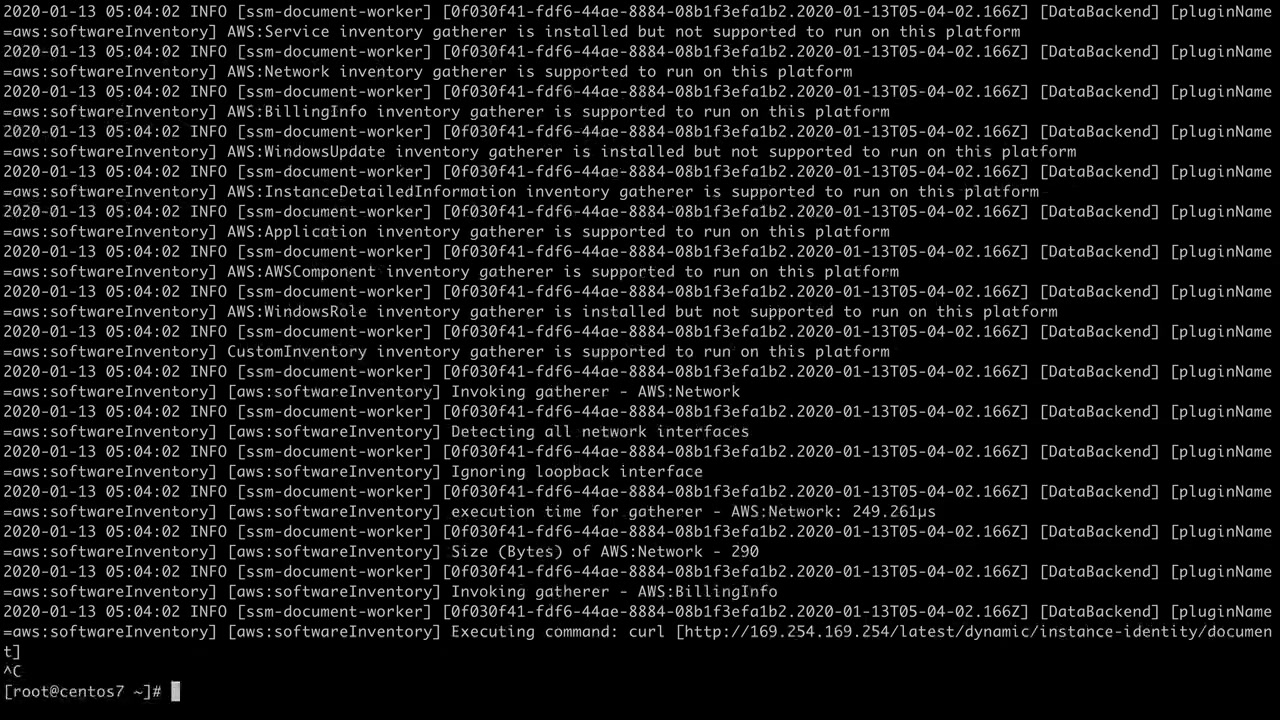 2020-01-13 05:04:02 INFO [ssm-document-worker] [0f030f41-fdf6-44ae-8884-08b1f3efa1b2.2020-01-13T05-04-02.166Z] [DataBackend] [pluginName
=aws:softwareInventory] AWS:Service inventory gatherer is installed but not supported to run on this platform
2020-01-13 05:04:02 INFO [ssm-document-worker] [0f030f41-fdf6-44ae-8884-08b1f3efa1b2.2020-01-13T05-04-02.166Z] [DataBackend] [pluginName
=aws:softwareInventory] AWS:Network inventory gatherer is supported to run on this platform
2020-01-13 05:04:02 INFO [ssm-document-worker] [0f030f41-fdf6-44ae-8884-08b1f3efa1b2.2020-01-13T05-04-02.166Z] [DataBackend] [pluginName
=aws:softwareInventory] AWS:BillingInfo inventory gatherer is supported to run on this platform
2020-01-13 05:04:02 INFO [ssm-document-worker] [0f030f41-fdf6-44ae-8884-08b1f3efa1b2.2020-01-13T05-04-02.166Z] [DataBackend] [pluginName
=aws:softwareInventory] AWS:WindowsUpdate inventory gatherer is installed but not supported to run on this platform
2020-01-13 05:04:02 INFO [ssm-document-worker] [0f030f41-fdf6-44ae-8884-08b1f3efa1b2.2020-01-13T05-04-02.166Z] [DataBackend] [pluginName
=aws:softwareInventory] AWS:InstanceDetailedInformation inventory gatherer is supported to run on this platform
2020-01-13 05:04:02 INFO [ssm-document-worker] [0f030f41-fdf6-44ae-8884-08b1f3efa1b2.2020-01-13T05-04-02.166Z] [DataBackend] [pluginName
=aws:softwareInventory] AWS:Application inventory gatherer is supported to run on this platform
2020-01-13 05:04:02 INFO [ssm-document-worker] [0f030f41-fdf6-44ae-8884-08b1f3efa1b2.2020-01-13T05-04-02.166Z] [DataBackend] [pluginName
=aws:softwareInventory] AWS:AWSComponent inventory gatherer is supported to run on this platform
2020-01-13 05:04:02 INFO [ssm-document-worker] [0f030f41-fdf6-44ae-8884-08b1f3efa1b2.2020-01-13T05-04-02.166Z] [DataBackend] [pluginName
=aws:softwareInventory] AWS:WindowsRole inventory gatherer is installed but not supported to run on this platform
2020-01-13 05:04:02 INFO [ssm-document-worker] [0f030f41-fdf6-44ae-8884-08b1f3efa1b2.2020-01-13T05-04-02.166Z] [DataBackend] [pluginName
=aws:softwareInventory] CustomInventory inventory gatherer is supported to run on this platform
2020-01-13 05:04:02 INFO [ssm-document-worker] [0f030f41-fdf6-44ae-8884-08b1f3efa1b2.2020-01-13T05-04-02.166Z] [DataBackend] [pluginName
=aws:softwareInventory] [aws:softwareInventory] Invoking gatherer - AWS:Network
2020-01-13 05:04:02 INFO [ssm-document-worker] [0f030f41-fdf6-44ae-8884-08b1f3efa1b2.2020-01-13T05-04-02.166Z] [DataBackend] [pluginName
=aws:softwareInventory] [aws:softwareInventory] Detecting all network interfaces
2020-01-13 05:04:02 INFO [ssm-document-worker] [0f030f41-fdf6-44ae-8884-08b1f3efa1b2.2020-01-13T05-04-02.166Z] [DataBackend] [pluginName
=aws:softwareInventory] [aws:softwareInventory] Ignoring loopback interface
2020-01-13 05:04:02 INFO [ssm-document-worker] [0f030f41-fdf6-44ae-8884-08b1f3efa1b2.2020-01-13T05-04-02.166Z] [DataBackend] [pluginName
=aws:softwareInventory] [aws:softwareInventory] execution time for gatherer - AWS:Network: 249.261µs
2020-01-13 05:04:02 INFO [ssm-document-worker] [0f030f41-fdf6-44ae-8884-08b1f3efa1b2.2020-01-13T05-04-02.166Z] [DataBackend] [pluginName
=aws:softwareInventory] [aws:softwareInventory] Size (Bytes) of AWS:Network - 290
2020-01-13 05:04:02 INFO [ssm-document-worker] [0f030f41-fdf6-44ae-8884-08b1f3efa1b2.2020-01-13T05-04-02.166Z] [DataBackend] [pluginName
=aws:softwareInventory] [aws:softwareInventory] Invoking gatherer - AWS:BillingInfo
2020-01-13 05:04:02 INFO [ssm-document-worker] [0f030f41-fdf6-44ae-8884-08b1f3efa1b2.2020-01-13T05-04-02.166Z] [DataBackend] [pluginName
=aws:softwareInventory] [aws:softwareInventory] Executing command: curl [http://169.254.169.254/latest/dynamic/instance-identity/documen
t]
^C
[root@centos7 ~]#